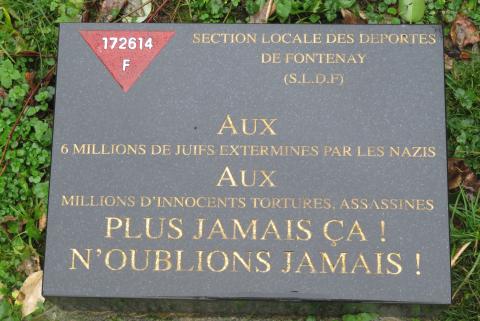 172614
F
SECTION LOCALE DES DEPORTES
DE FONTENAY
(S.L.D.F)
AUX
6 MILLIONS DE JUIFS EXTERMINES PAR LES NAZIS
AUX
MILLIONS D'INNOCENTS TORTURES, ASSASSINES
PLUS JAMAIS ÇA !
N'OUBLIONS JAMAIS !